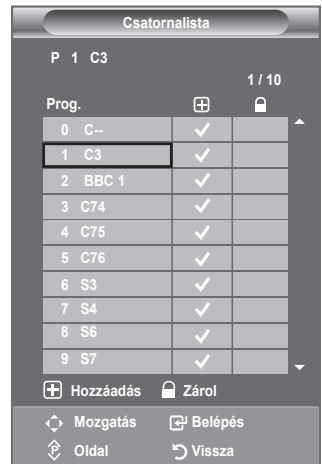 Csatornalista
P 1 C3
1 / 10
Prog.
0 C--
1 C3
2 BBC 1
3 C74
4 C75
5 C76
6 S3
7 S4
8 S6
9 S7
Hozzáadás Zárol
Mozgatás Belépés
P Oldal Vissza